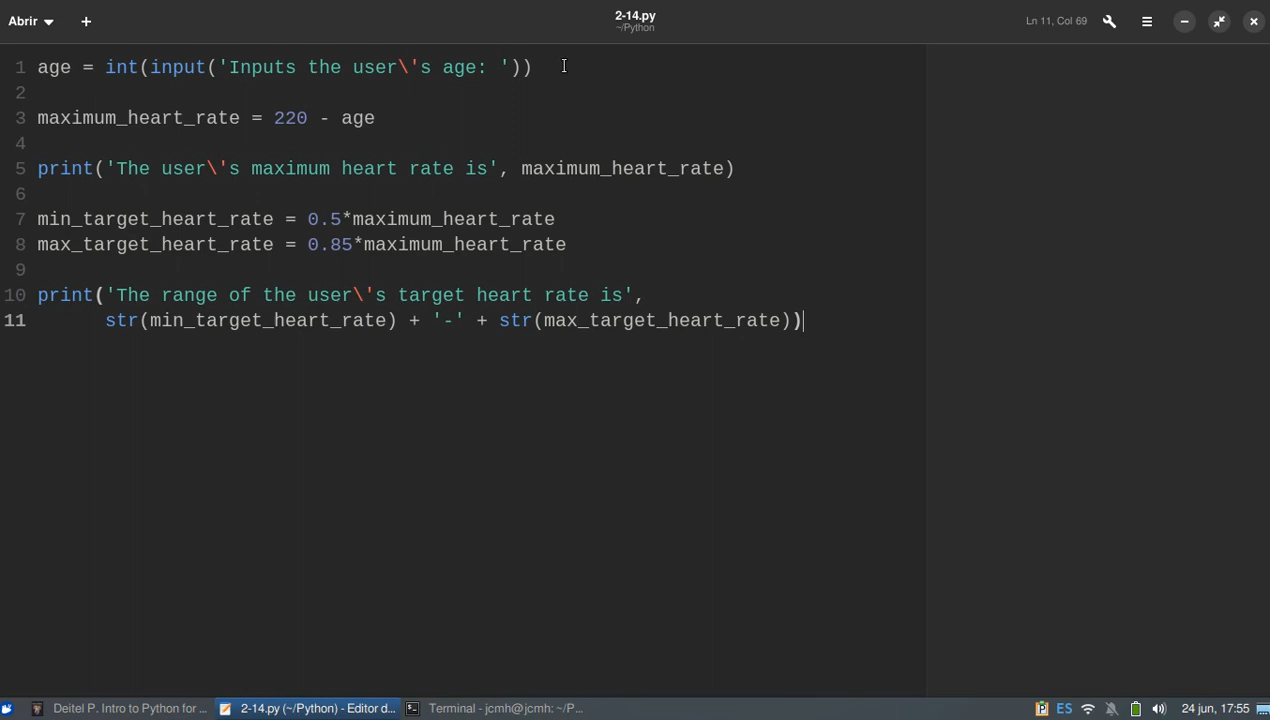 Abrir
2-14.py
~/Python
Ln 11, Col 69
1 age = int(input('Inputs the user\'s age: '))
2
3 maximum_heart_rate = 220 - age
4
5 print('The user\'s maximum heart rate is', maximum_heart_rate)
6
7 min_target_heart_rate = 0.5*maximum_heart_rate
8 max_target_heart_rate = 0.85*maximum_heart_rate
9
10 print('The range of the user\'s target heart rate is',
11 str(min_target_heart_rate) + '-' + str(max_target_heart_rate))
Deitel P. Intro to Python for ... 2-14.py (~/Python) - Editor d... Terminal - jcmh@jcmh: ~/P... ES 24 jun, 17:55